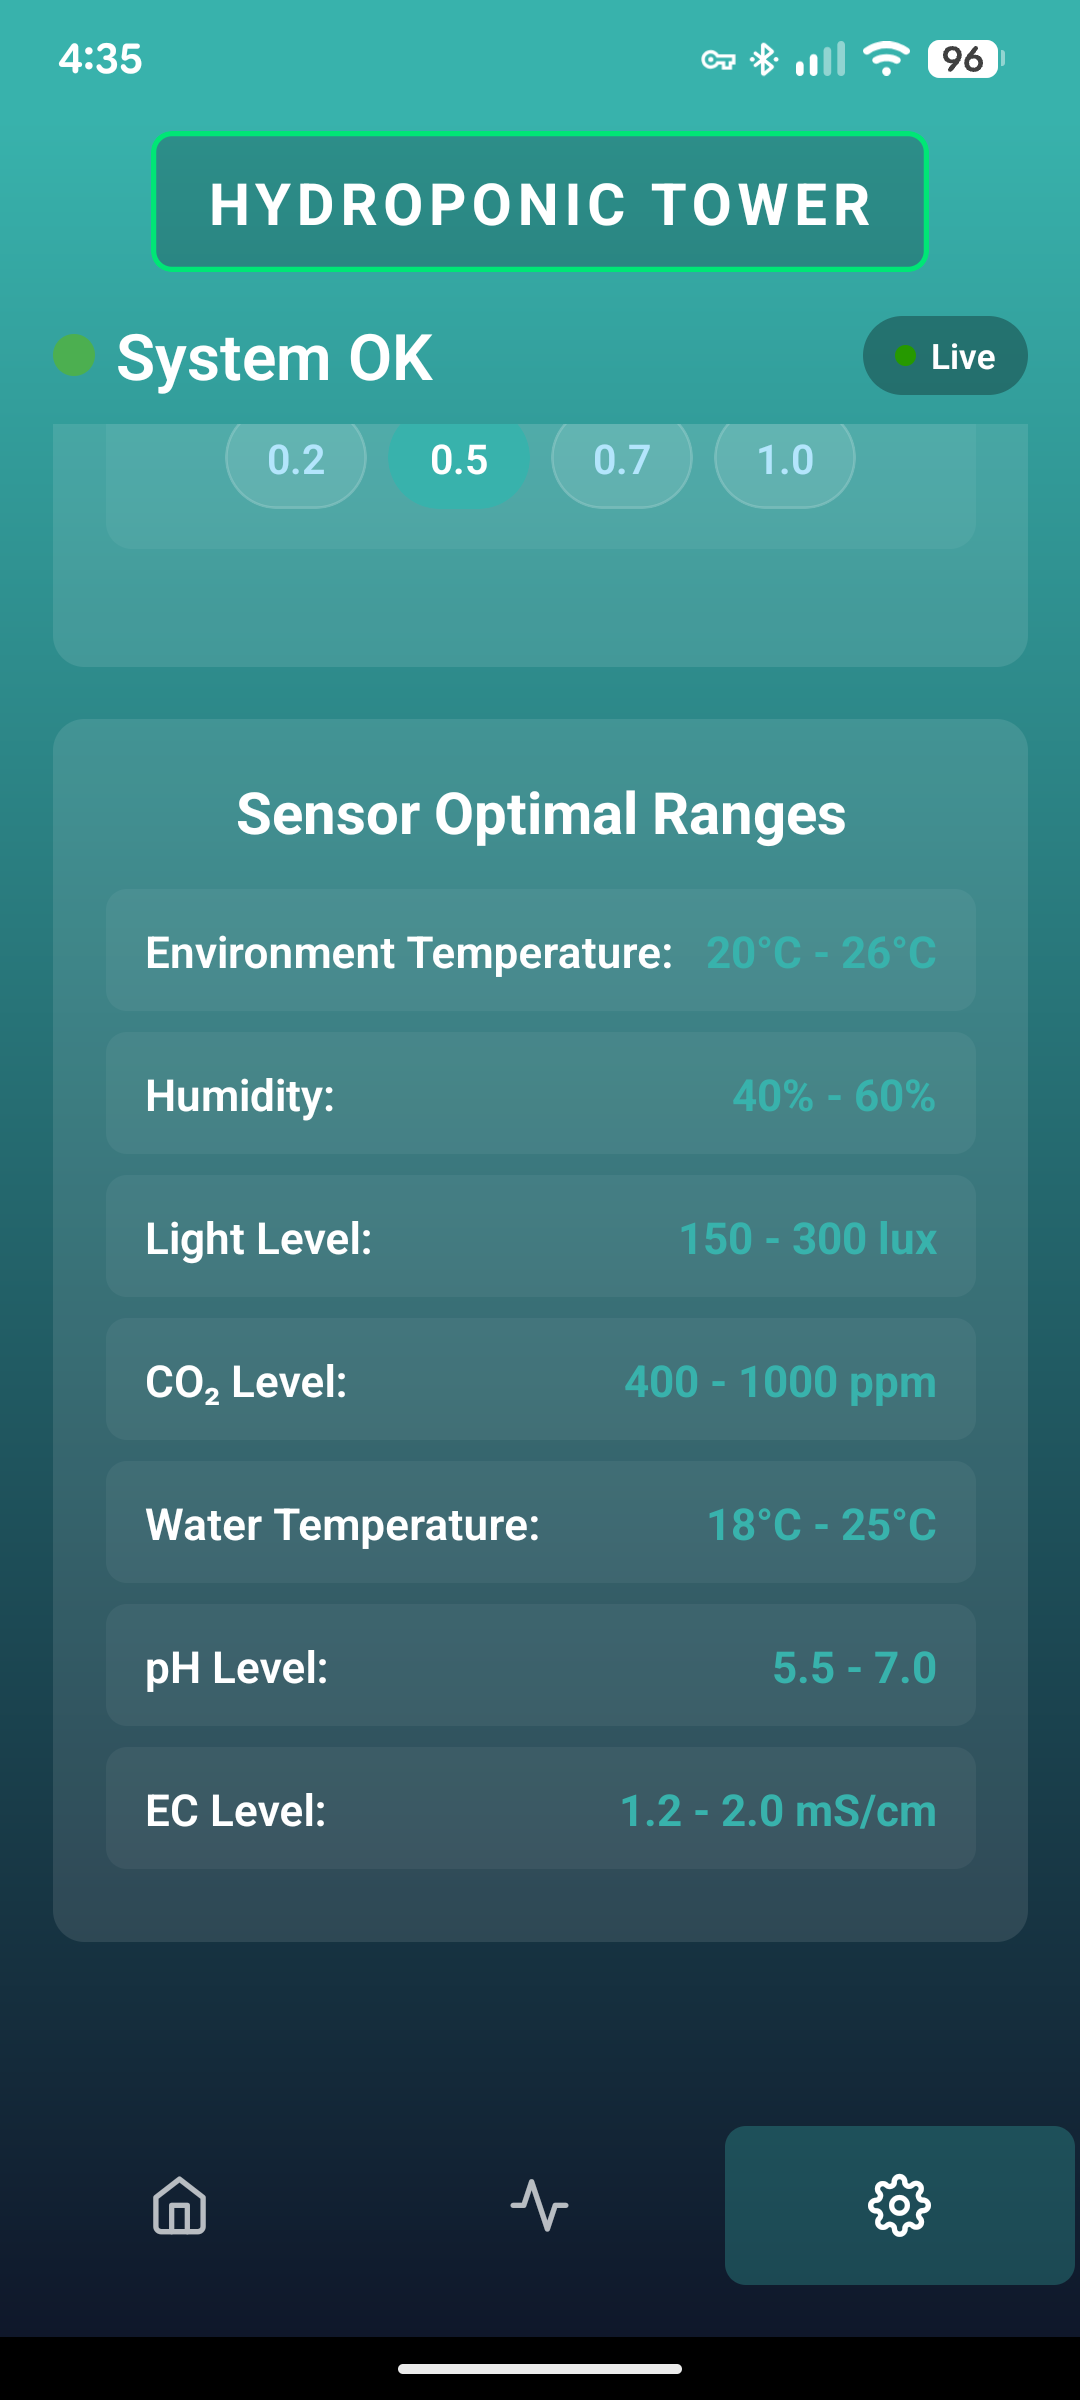 4:35
96
HYDROPONIC TOWER
System OK
Live
0.2 0.5 0.7 1.0
Sensor Optimal Ranges
Environment Temperature: 20°C - 26°C
Humidity: 40% - 60%
Light Level: 150 - 300 lux
CO₂ Level: 400 - 1000 ppm
Water Temperature: 18°C - 25°C
pH Level: 5.5 - 7.0
EC Level: 1.2 - 2.0 mS/cm